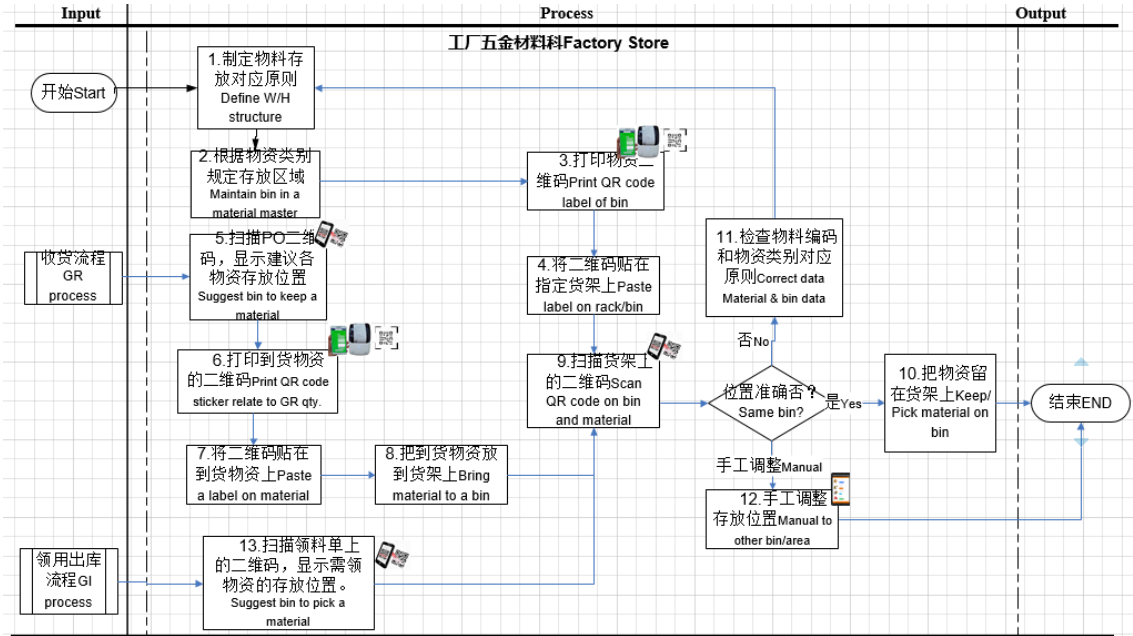 Input
Process
Output
工厂五金材料科Factory Store
开始Start
1.制定物料存
放对应原则
Define W/H
structure
2.根据物资类别
规定存放区域
Maintain bin in a
material master
3.打印物资二
维码Print QR code
label of bin
4.将二维码贴在
指定货架上Paste
label on rack/bin
收货流程
GR
process
5.扫描PO二维
码，显示建议各
物资存放位置
Suggest bin to keep a
material
6.打印到货物资
的二维码Print QR code
sticker relate to GR qty.
7.将二维码贴在
到货物资上Paste
a label on material
8.把到货物资放
到货架上Bring
material to a bin
9.扫描货架上
的二维码Scan
QR code on bin
and material
位置准确否？
Same bin?
否No
是Yes
手工调整Manual
11.检查物料编码
和物资类别对应
原则Correct data
Material & bin data
10.把物资留
在货架上Keep/
Pick material on
bin
结束END
12.手工调整
存放位置Manual to
other bin/area
领用出库
流程GI
process
13.扫描领料单上
的二维码，显示需领
物资的存放位置。
Suggest bin to pick a
material